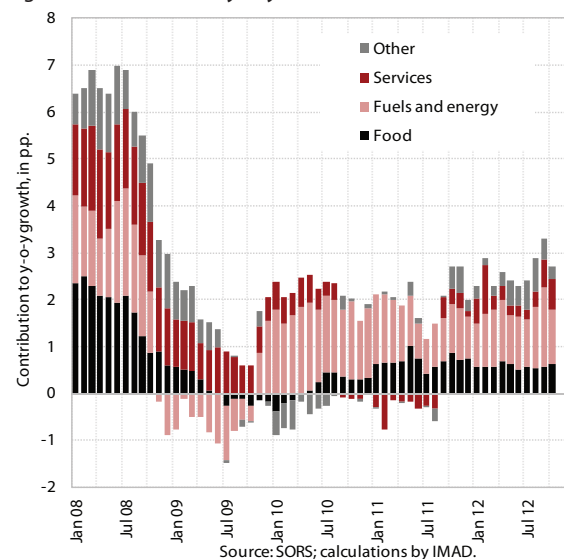 8
7
6
5
4
3
2
1
0
-1
-2
Contribution to y-o-y growth, in p.p.
Other
Services
Fuels and energy
Food
Jan 08
Jul 08
Jan 09
Jul 09
Jan 10
Jul 10
Jan 11
Jul 11
Jan 12
Jul 12
Source: SORS; calculations by IMAD.